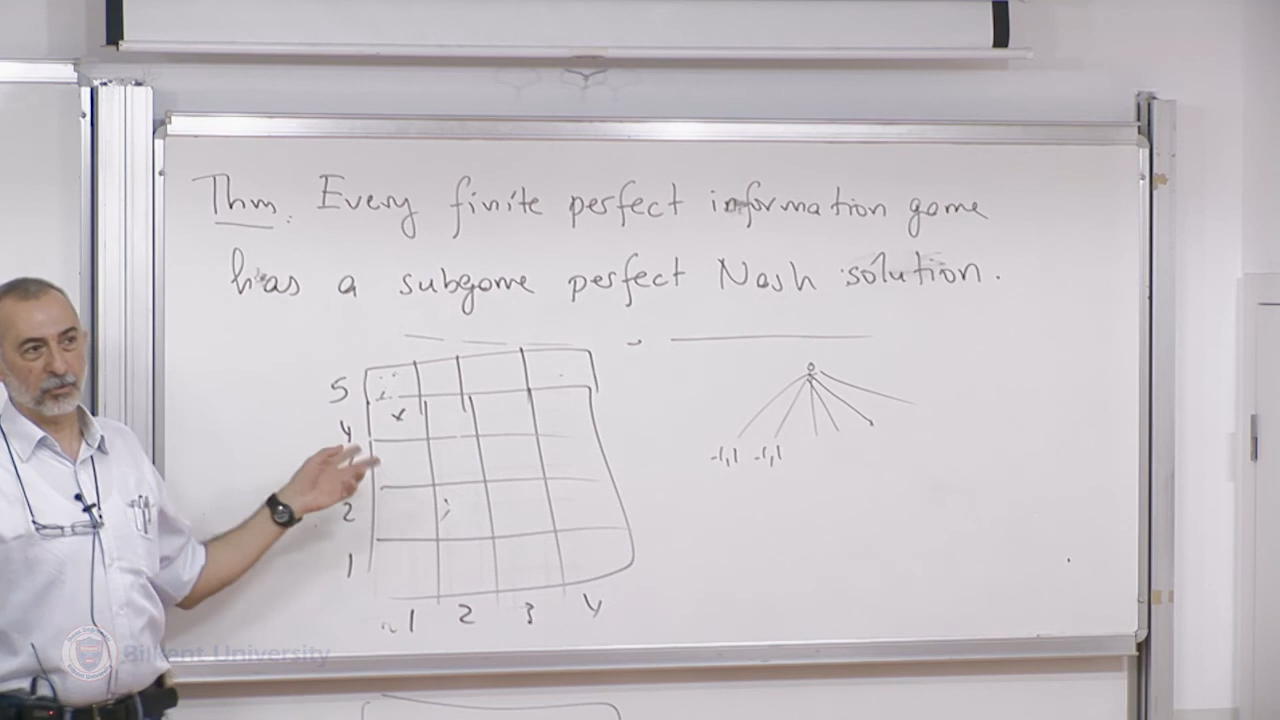 Thm. Every finite perfect information game
has a subgame perfect Nash solution.
5
4
2
1
1 2 3 4
x
-1,1 -1,1
Bilkent University